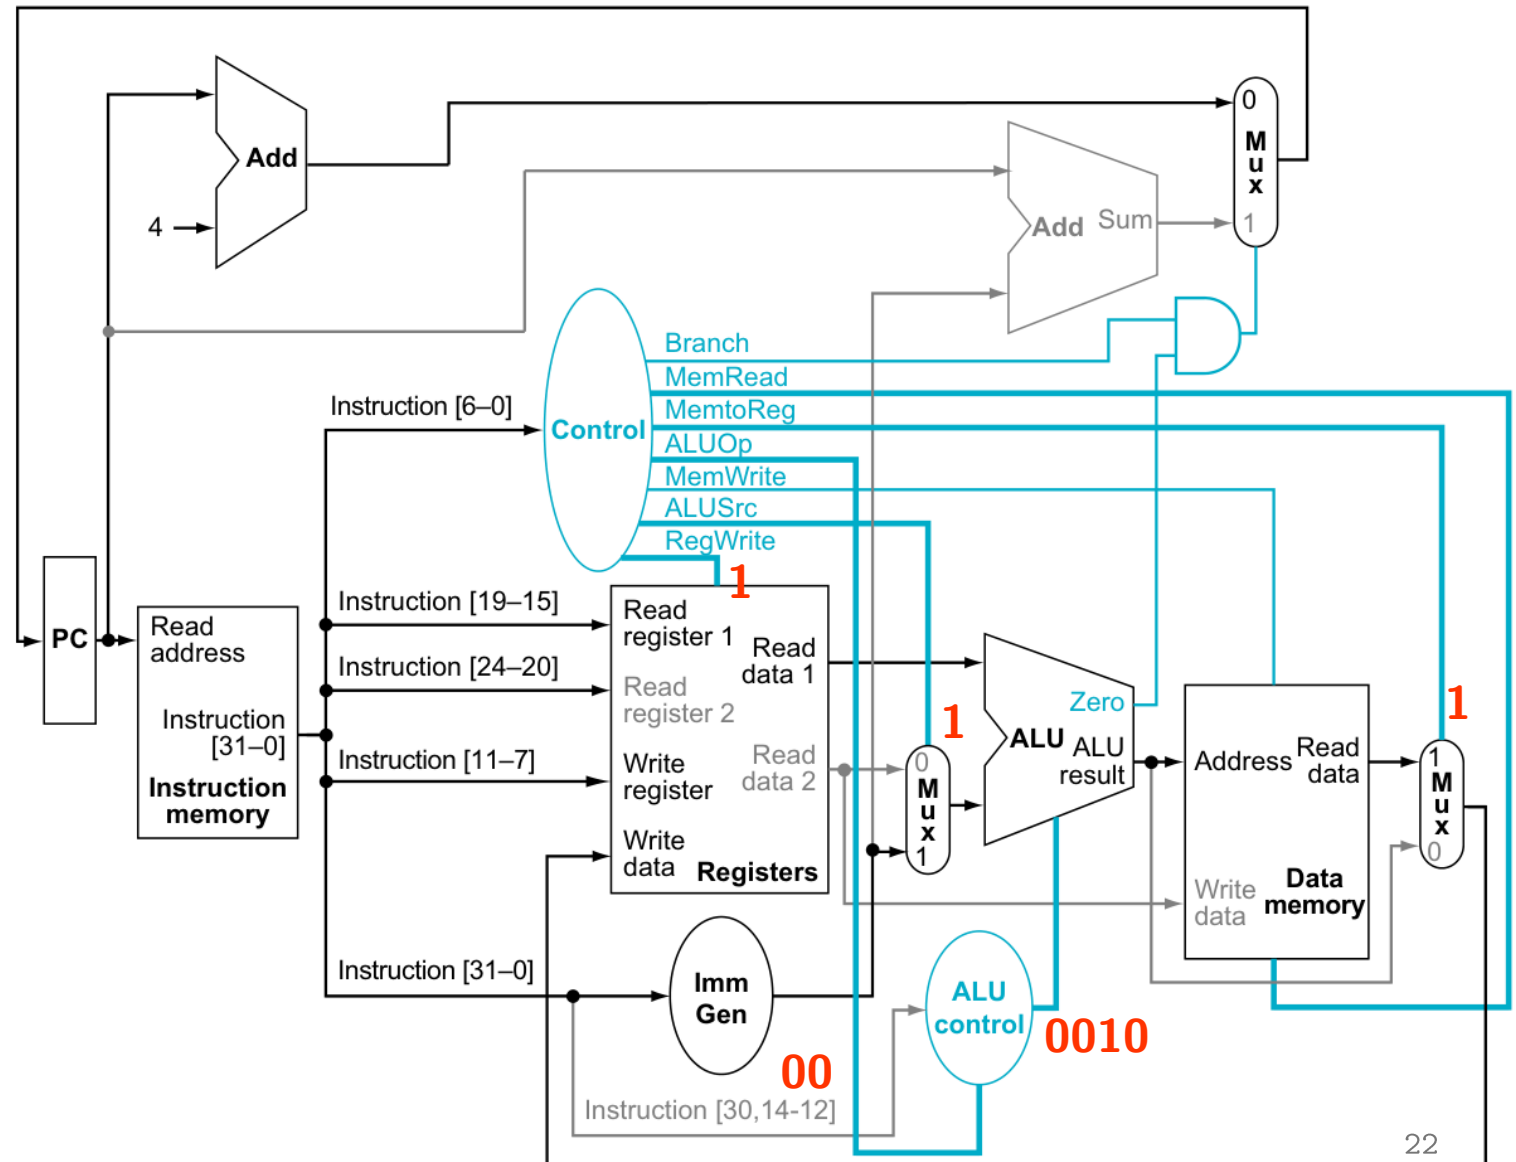 0
M
u
x
1
Add
4
Add Sum
Branch
MemRead
MemtoReg
ALUOp
MemWrite
ALUSrc
RegWrite
Instruction [6–0]
Control
1
Instruction [19–15]
Instruction [24–20]
Instruction [11–7]
Instruction [31–0]
PC
Read
address
Instruction
[31–0]
Instruction
memory
Read
register 1
Read
register 2
Write
register
Write
data
Read
data 1
Read
data 2
Registers
1
0
M
u
x
1
Zero
ALU
ALU
result
Address
Read
data
Write
data
Data
memory
1
1
M
u
x
0
Imm
Gen
00
Instruction [30,14-12]
ALU
control
0010
22